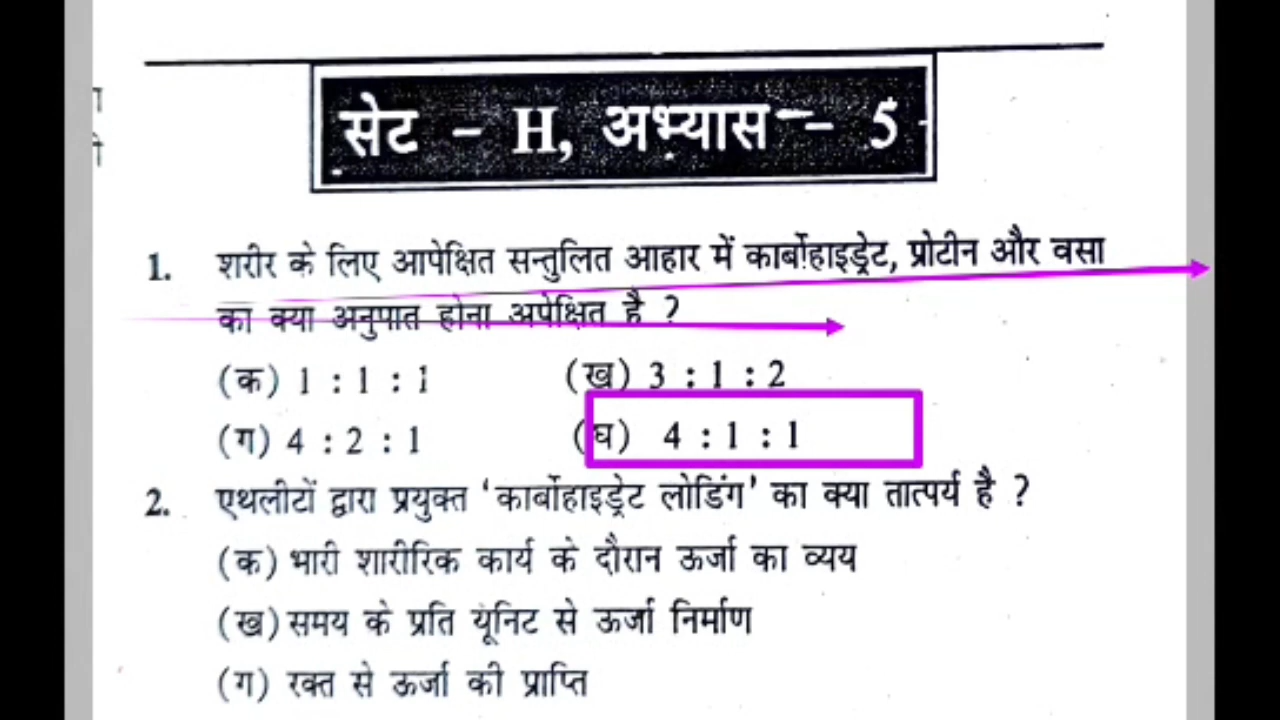 सेट - H, अभ्यास - 5
1. शरीर के लिए आपेक्षित सन्तुलित आहार में कार्बोहाइड्रेट, प्रोटीन और वसा
का क्या अनुपात होना अपेक्षित है ?
(क) 1 : 1 : 1 (ख) 3 : 1 : 2
(ग) 4 : 2 : 1 (घ) 4 : 1 : 1
2. एथलीटों द्वारा प्रयुक्त ‘कार्बोहाइड्रेट लोडिंग’ का क्या तात्पर्य है ?
(क) भारी शारीरिक कार्य के दौरान ऊर्जा का व्यय
(ख) समय के प्रति यूनिट से ऊर्जा निर्माण
(ग) रक्त से ऊर्जा की प्राप्ति